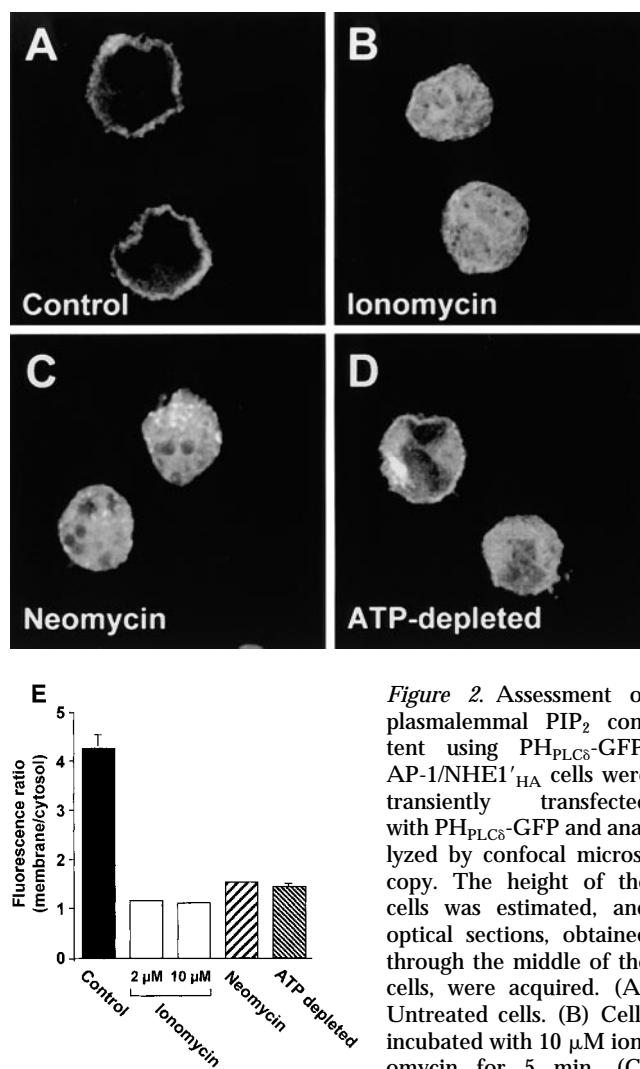 A
Control
B
Ionomycin
C
Neomycin
D
ATP-depleted
E
Fluorescence ratio
(membrane/cytosol)
5
4
3
2
1
0
Control
2 µM 10 µM
Ionomycin
Neomycin
ATP depleted
Figure 2. Assessment o
plasmalemmal PIP2 con
tent using PHPLCδ-GFP
AP-1/NHE1′HA cells were
transiently transfected
with PHPLCδ-GFP and ana
lyzed by confocal micros
copy. The height of the
cells was estimated, and
optical sections, obtained
through the middle of the
cells, were acquired. (A
Untreated cells. (B) Cell
incubated with 10 µM ion
omycin for 5 min. (C